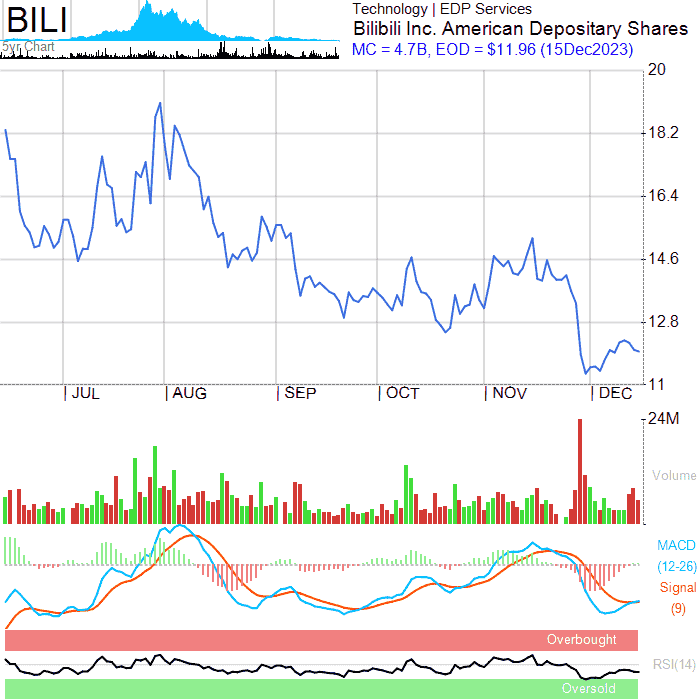 BILI
5yr Chart
Technology | EDP Services
Bilibili Inc. American Depositary Shares
MC = 4.7B, EOD = $11.96 (15Dec2023)
20
18.2
16.4
14.6
12.8
11
| JUL | AUG | SEP | OCT | NOV | DEC
24M
Volume
MACD
(12-26)
Signal
(9)
Overbought
RSI(14)
Oversold